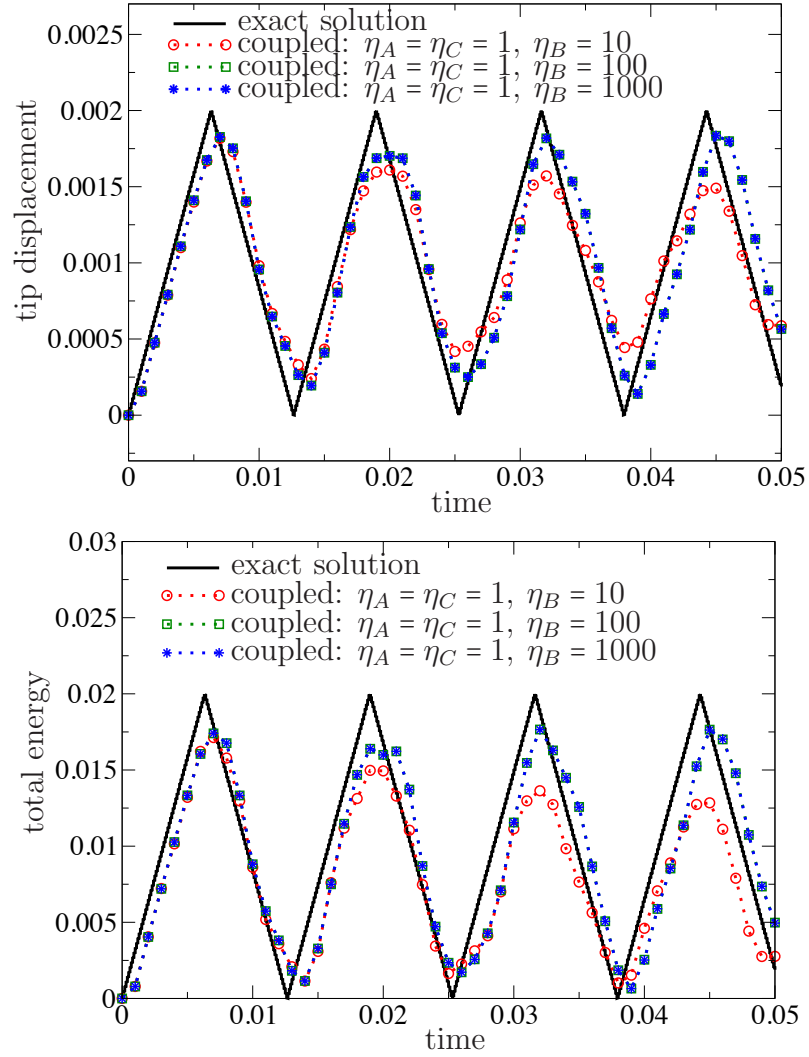 exact solution
coupled: η_A = η_C = 1, η_B = 10
coupled: η_A = η_C = 1, η_B = 100
coupled: η_A = η_C = 1, η_B = 1000
0.0025
0.002
0.0015
0.001
0.0005
0
tip displacement
0 0.01 0.02 0.03 0.04 0.05
time
exact solution
coupled: η_A = η_C = 1, η_B = 10
coupled: η_A = η_C = 1, η_B = 100
coupled: η_A = η_C = 1, η_B = 1000
0.03
0.025
0.02
0.015
0.01
0.005
0
total energy
0 0.01 0.02 0.03 0.04 0.05
time